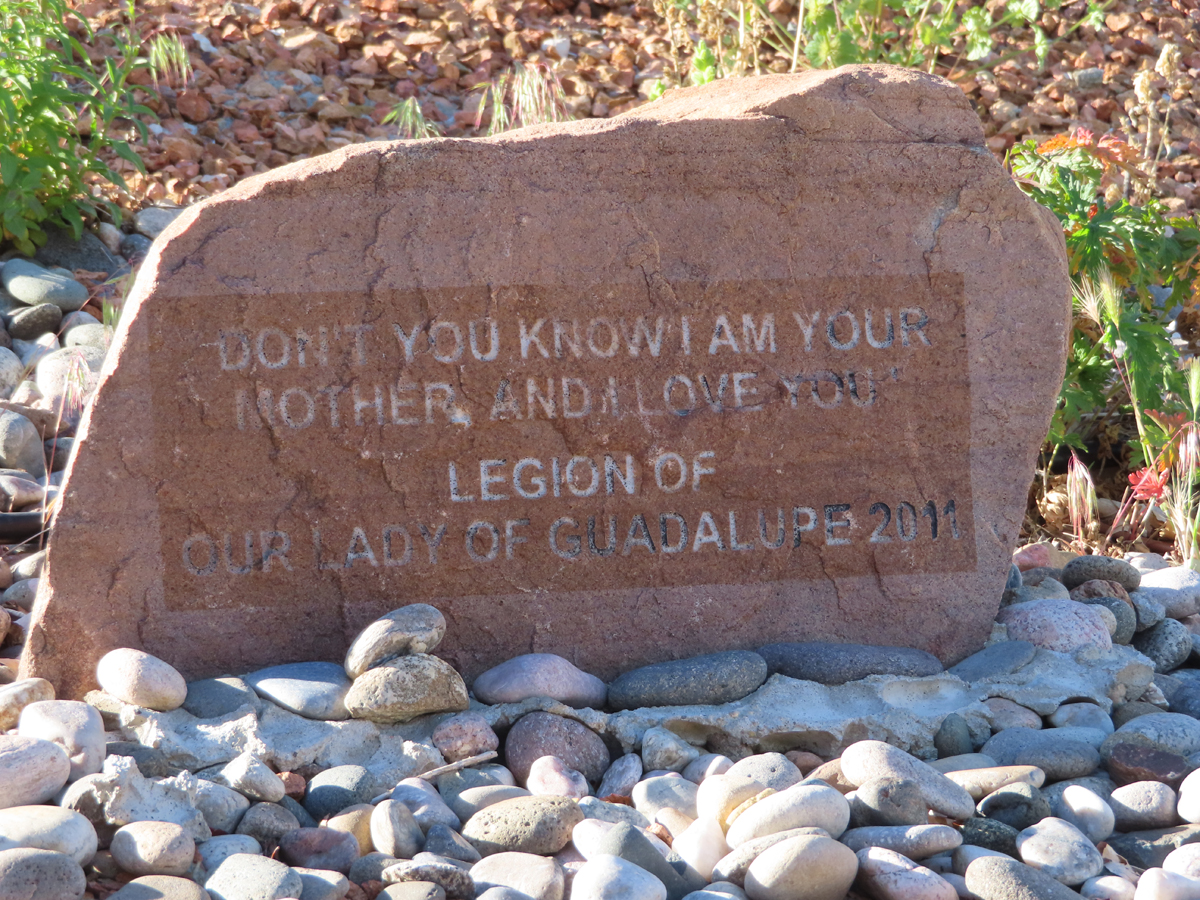 DON'T YOU KNOW I AM YOUR
MOTHER, AND I LOVE YOU"
LEGION OF
OUR LADY OF GUADALUPE 2011